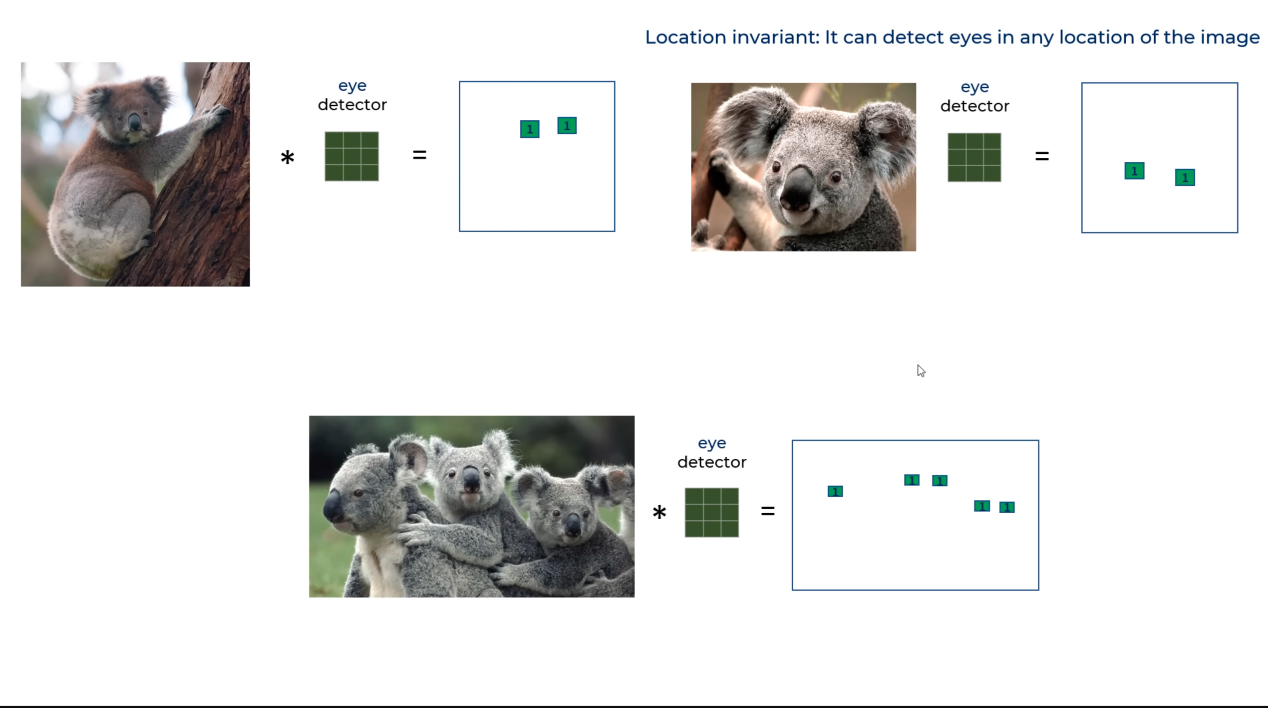 Location invariant: It can detect eyes in any location of the image
eye
detector
*
=
1
1
eye
detector
=
1
1
eye
detector
*
=
1
1
1
1
1